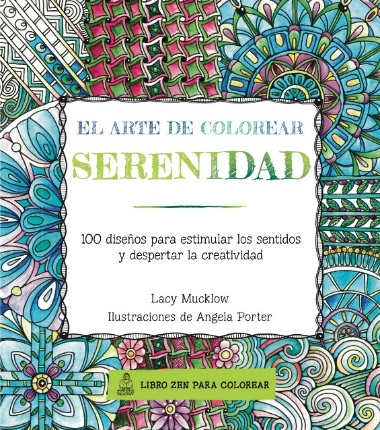 EL ARTE DE COLOREAR
SERENIDAD
100 diseños para estimular los sentidos
y despertar la creatividad
Lacy Mucklow
Ilustraciones de Angela Porter
LIBRO ZEN PARA COLOREAR